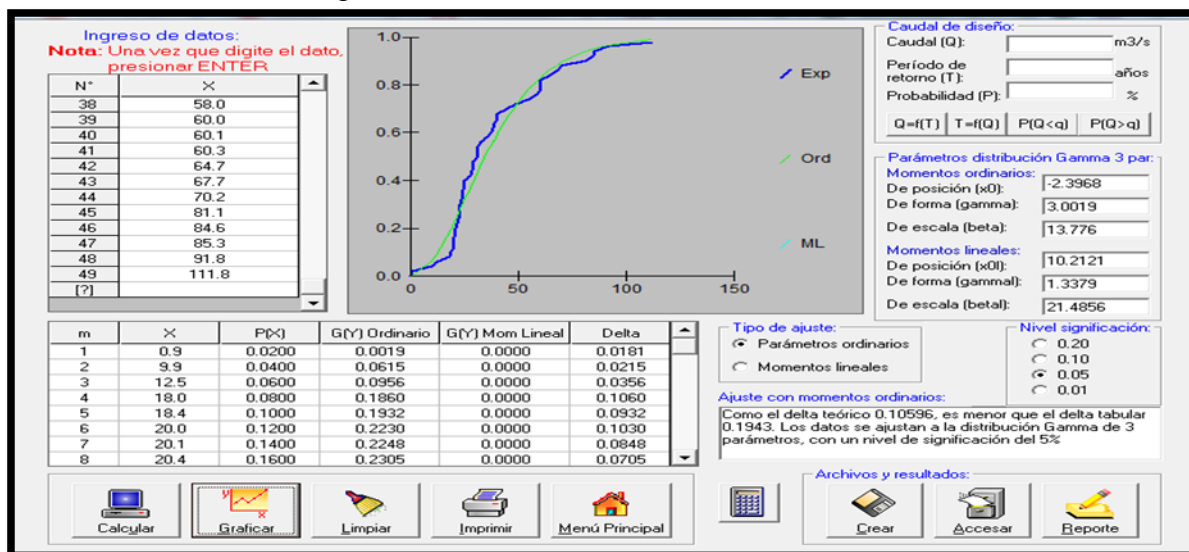 Ingreso de datos:
Nota: Una vez que digite el dato,
presionar ENTER
N° X
38 58.0
39 60.0
40 60.1
41 60.3
42 64.7
43 67.7
44 70.2
45 81.1
46 84.6
47 85.3
48 91.8
49 111.8
[?]
1.0
0.8
0.6
0.4
0.2
0.0
0 50 100 150
Exp
Ord
ML
Caudal de diseño:
Caudal (Q): m3/s
Período de
retorno (T): años
Probabilidad (P): %
Q=f(T) T=f(Q) P(Q<q) P(Q>q)
Parámetros distribución Gamma 3 par:
Momentos ordinarios:
De posición (x0): -2.3968
De forma (gamma): 3.0019
De escala (beta): 13.776
Momentos lineales:
De posición (x0l): 10.2121
De forma (gammal): 1.3379
De escala (betal): 21.4856
m X P(X) G(Y) Ordinario G(Y) Mom Lineal Delta
1 0.9 0.0200 0.0019 0.0000 0.0181
2 9.9 0.0400 0.0615 0.0000 0.0215
3 12.5 0.0600 0.0956 0.0000 0.0356
4 18.0 0.0800 0.1860 0.0000 0.1060
5 18.4 0.1000 0.1932 0.0000 0.0932
6 20.0 0.1200 0.2230 0.0000 0.1030
7 20.1 0.1400 0.2248 0.0000 0.0848
8 20.4 0.1600 0.2305 0.0000 0.0705
Tipo de ajuste:
Parámetros ordinarios
Momentos lineales
Nivel significación:
0.20
0.10
0.05
0.01
Ajuste con momentos ordinarios:
Como el delta teórico 0.10596, es menor que el delta tabular
0.1943. Los datos se ajustan a la distribución Gamma de 3
parámetros, con un nivel de significación del 5%
Calcular Graficar Limpiar Imprimir Menú Principal
Archivos y resultados:
Crear Accesar Reporte